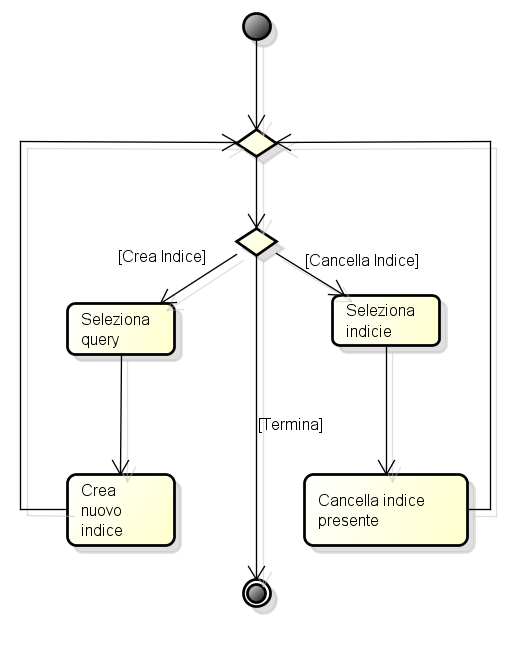 [Crea Indice]
[Cancella Indice]
Seleziona
query
Seleziona
indicie
[Termina]
Crea
nuovo
indice
Cancella indice
presente